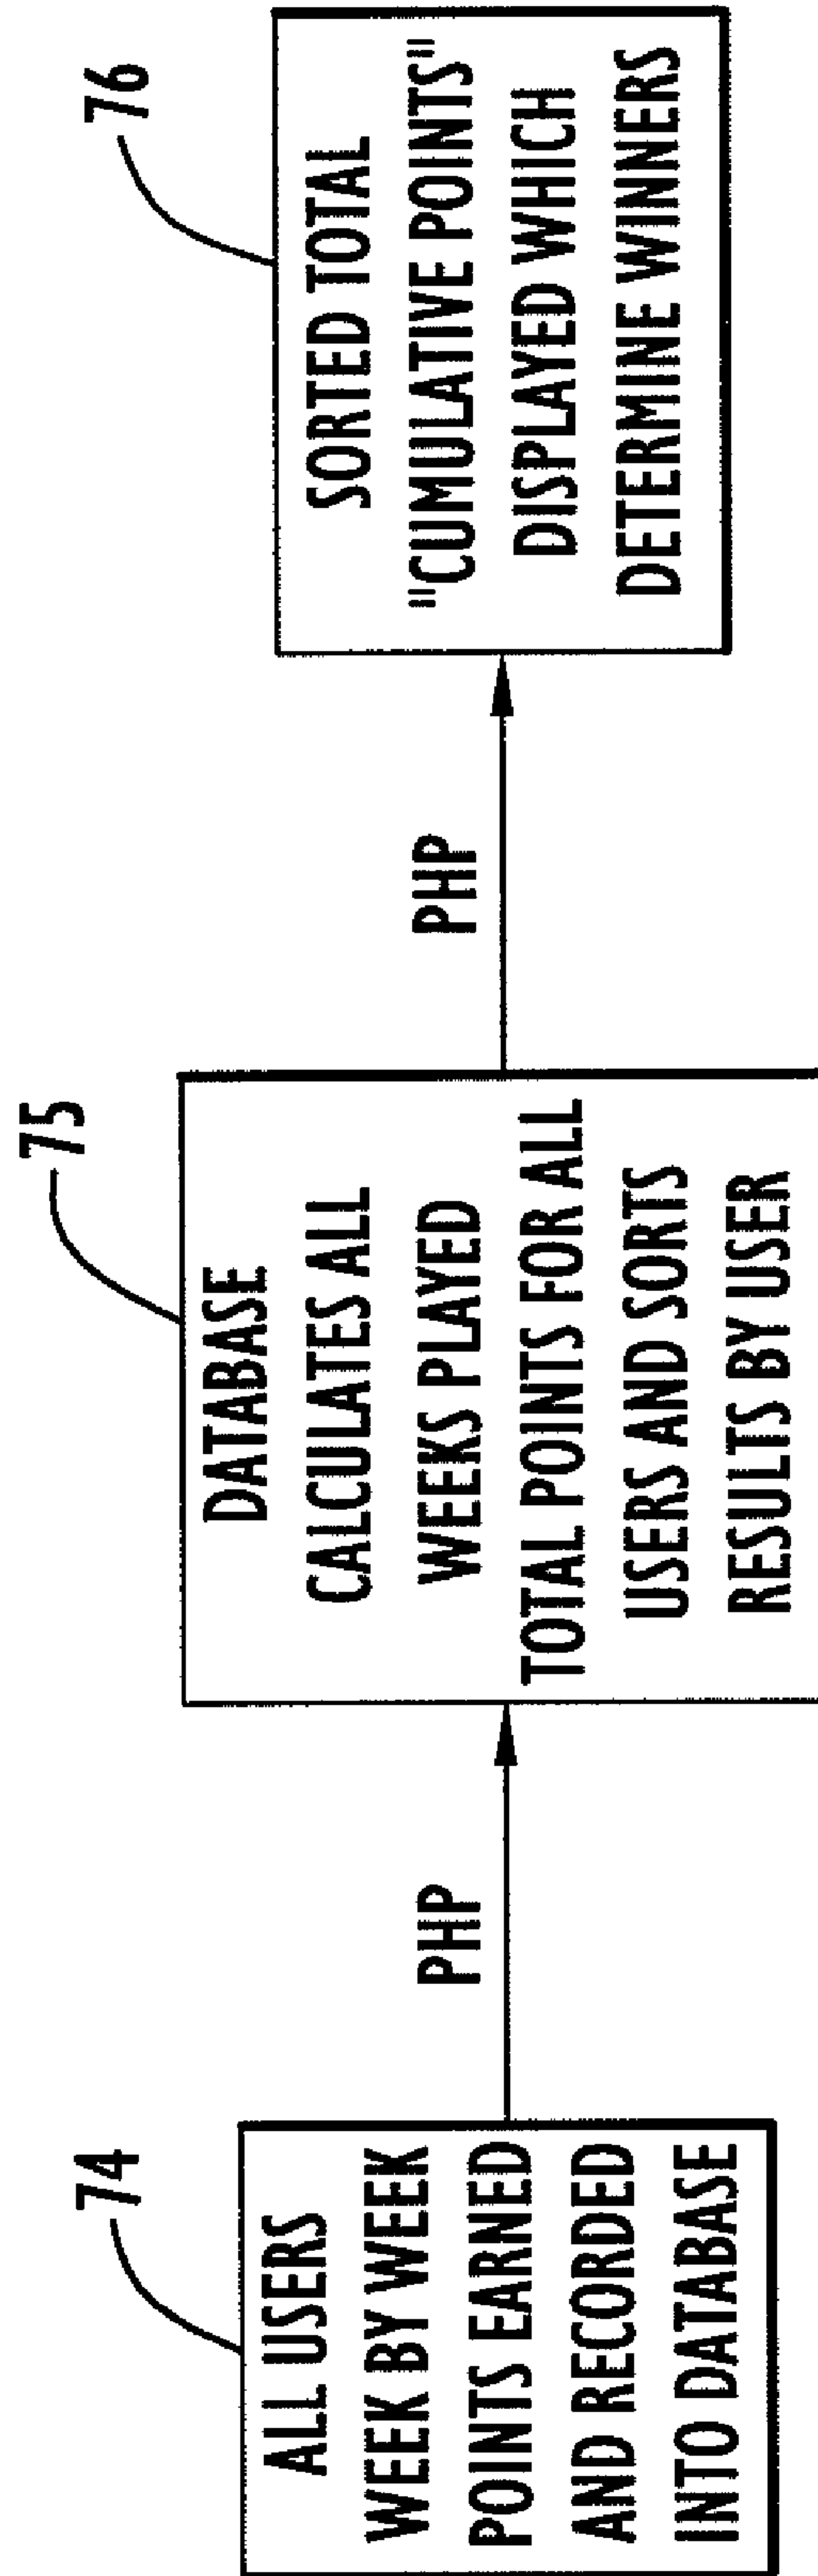 74
ALL USERS
WEEK BY WEEK
POINTS EARNED
AND RECORDED
INTO DATABASE
PHP
75
DATABASE
CALCULATES ALL
WEEKS PLAYED
TOTAL POINTS FOR ALL
USERS AND SORTS
RESULTS BY USER
PHP
76
SORTED TOTAL
"CUMULATIVE POINTS"
DISPLAYED WHICH
DETERMINE WINNERS